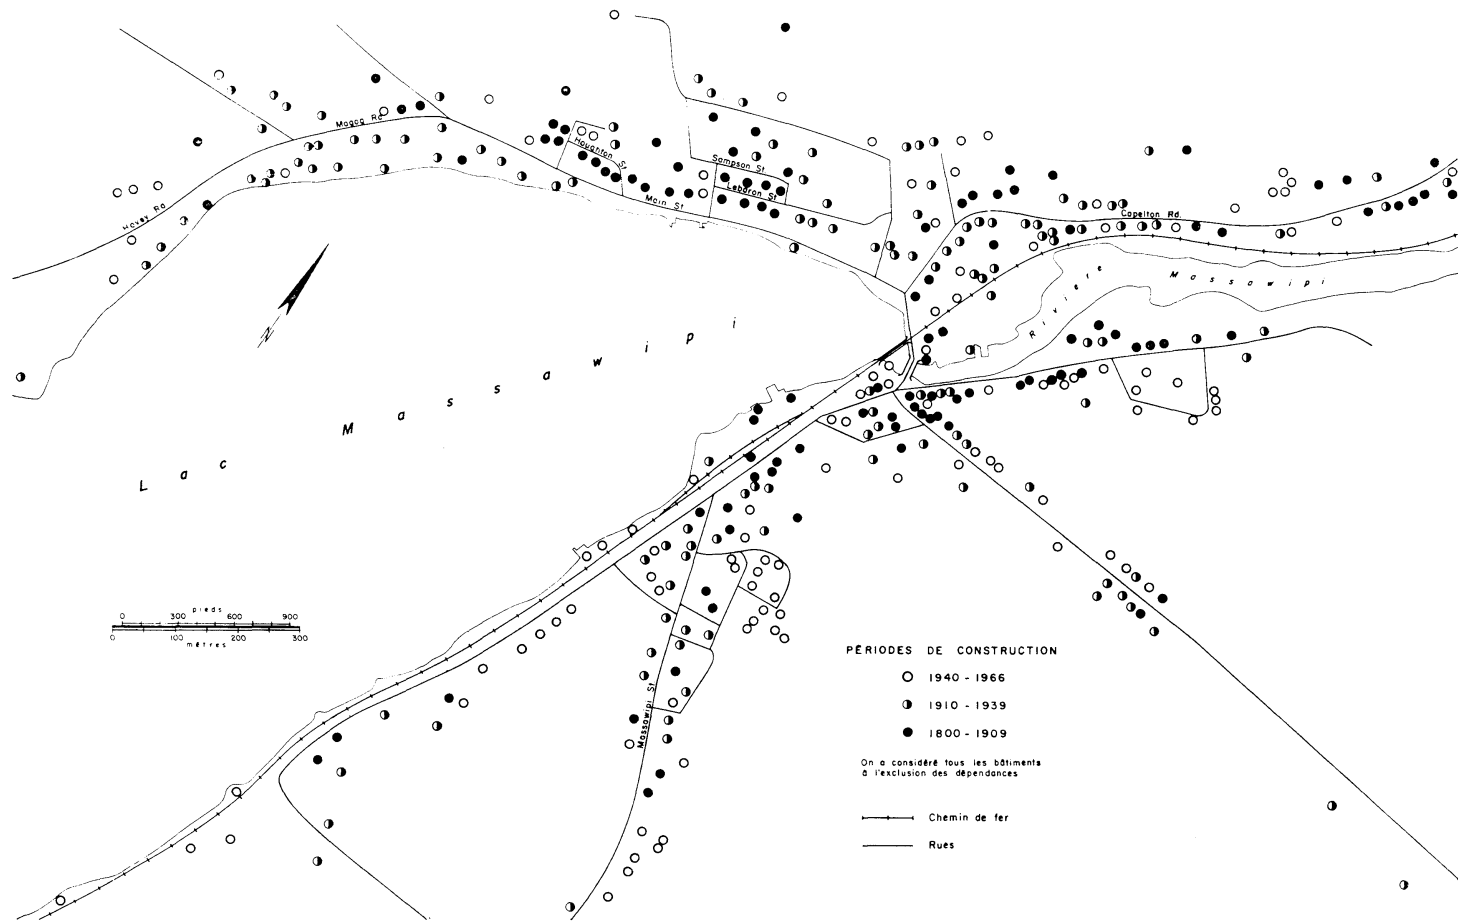 Magog Rd
Hovey Rd
Houghton St
Main St
Sampson St
Lebaron St
Capelton Rd.
Rivière Massawipi
N
Lac Massawipi
pieds
0 300 600 900
0 100 200 300
mètres
Massawipi St
PÉRIODES DE CONSTRUCTION
1940 - 1966
1910 - 1939
1800 - 1909
On a considéré tous les bâtiments
à l'exclusion des dépendances
Chemin de fer
Rues